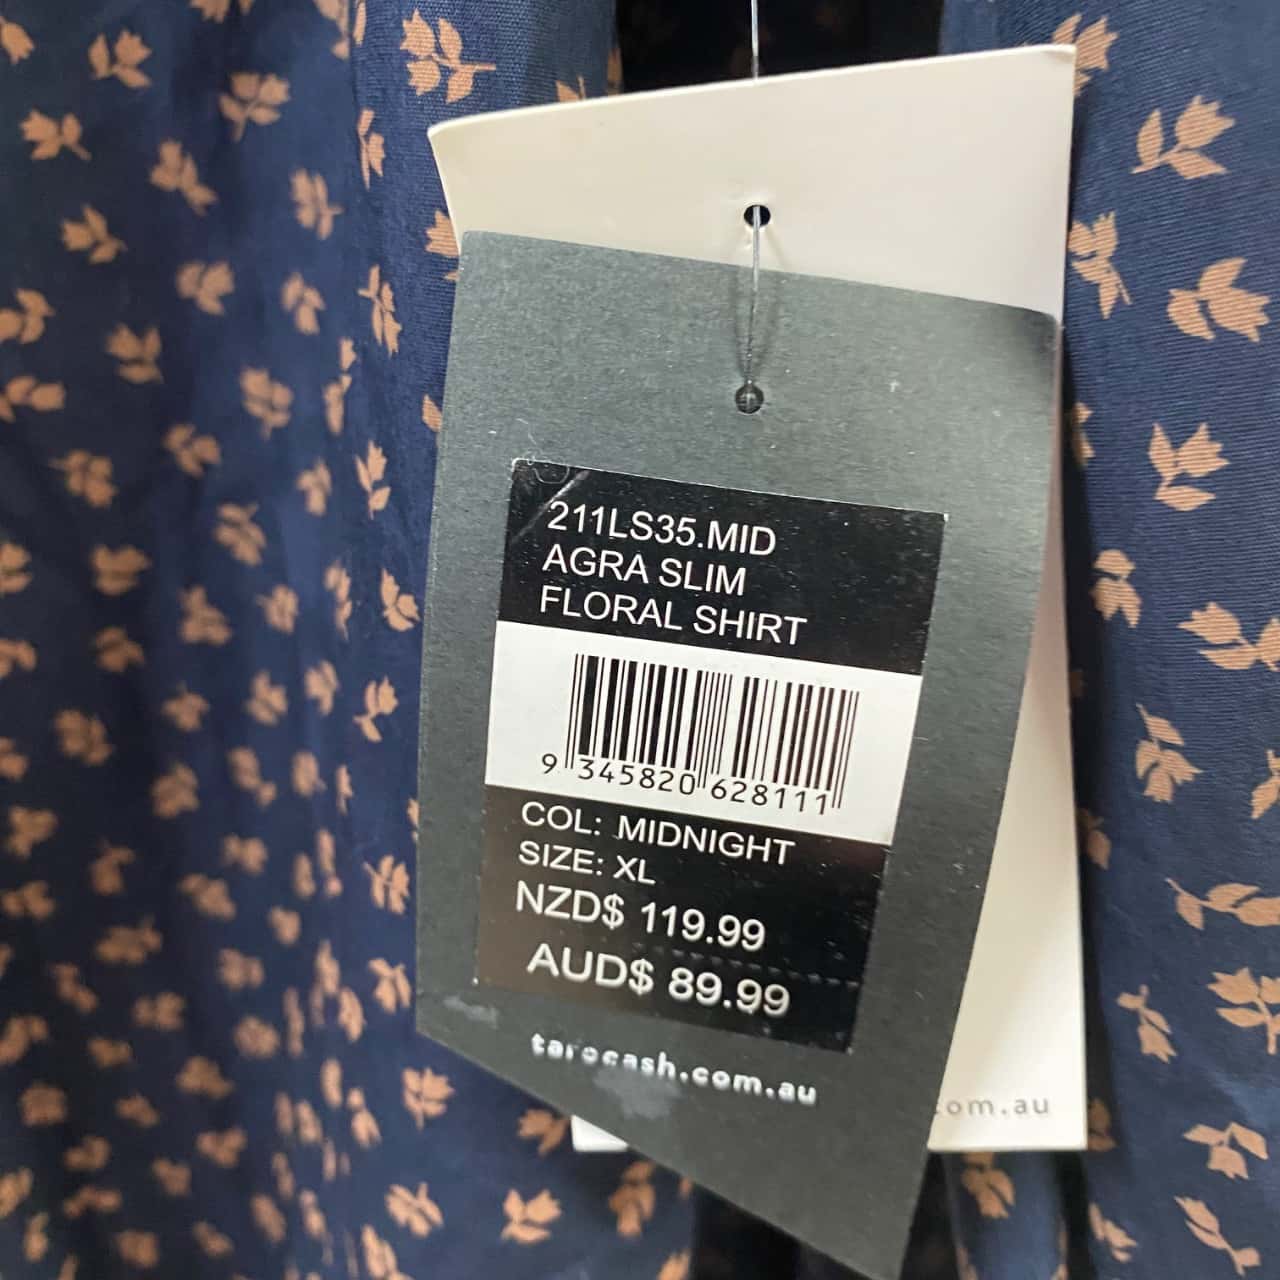 211LS35.MID
AGRA SLIM
FLORAL SHIRT
9 345820 628111
COL: MIDNIGHT
SIZE: XL
NZD$ 119.99
AUD$ 89.99
tarocash.com.au
com.au